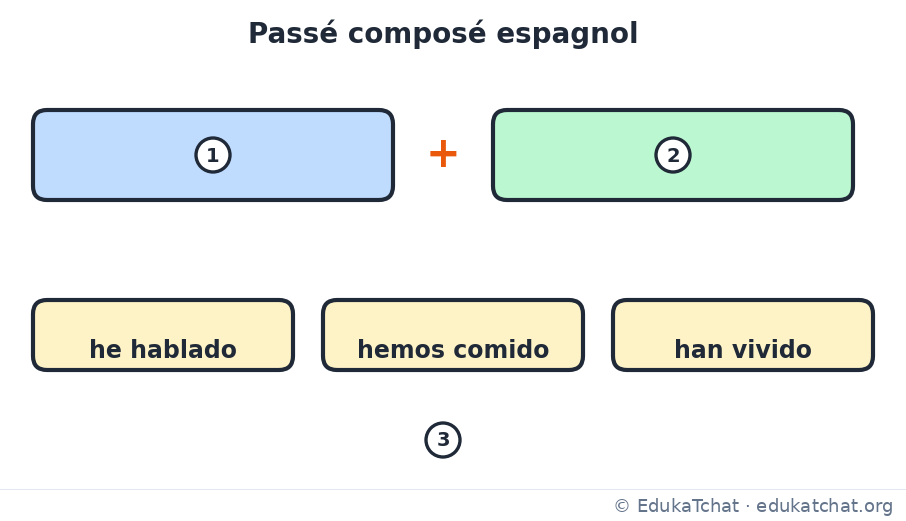 Passé composé espagnol
1 + 2
he hablado hemos comido han vivido
3
© EdukaTchat · edukatchat.org